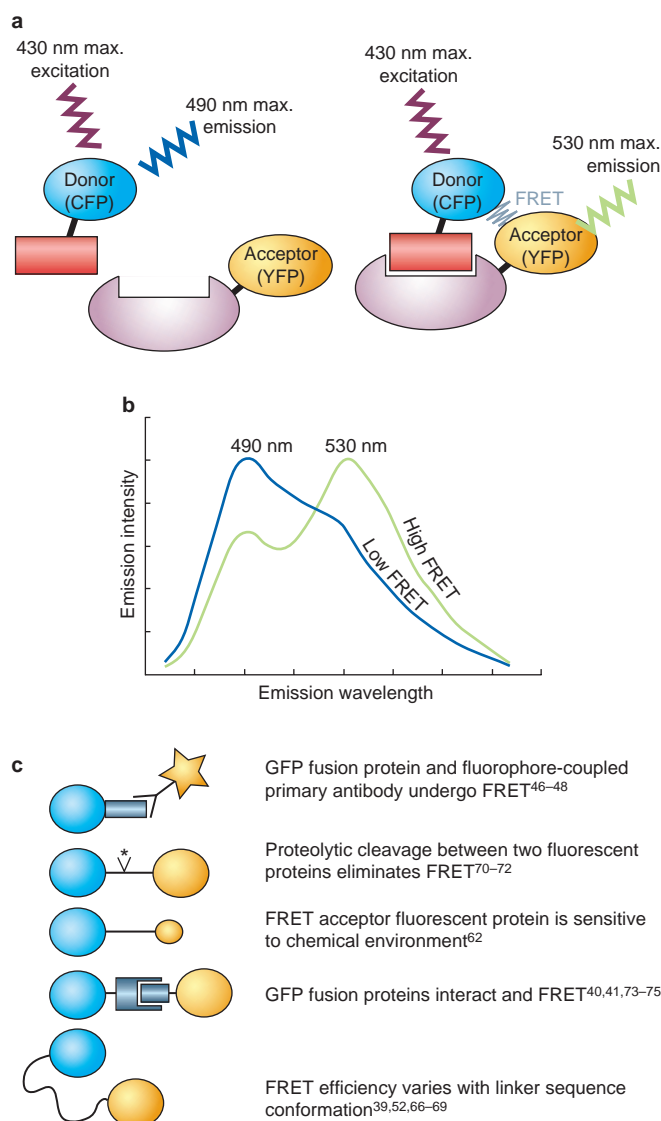 a
430 nm max.
excitation
490 nm max.
emission
Donor
(CFP)
Acceptor
(YFP)
430 nm max.
excitation
530 nm max.
emission
Donor
(CFP)
FRET
Acceptor
(YFP)
b
490 nm
530 nm
Emission intensity
Low FRET
High FRET
Emission wavelength
c
GFP fusion protein and fluorophore-coupled
primary antibody undergo FRET46–48
*
Proteolytic cleavage between two fluorescent
proteins eliminates FRET70–72
FRET acceptor fluorescent protein is sensitive
to chemical environment62
GFP fusion proteins interact and FRET40,41,73–75
FRET efficiency varies with linker sequence
conformation39,52,66–69